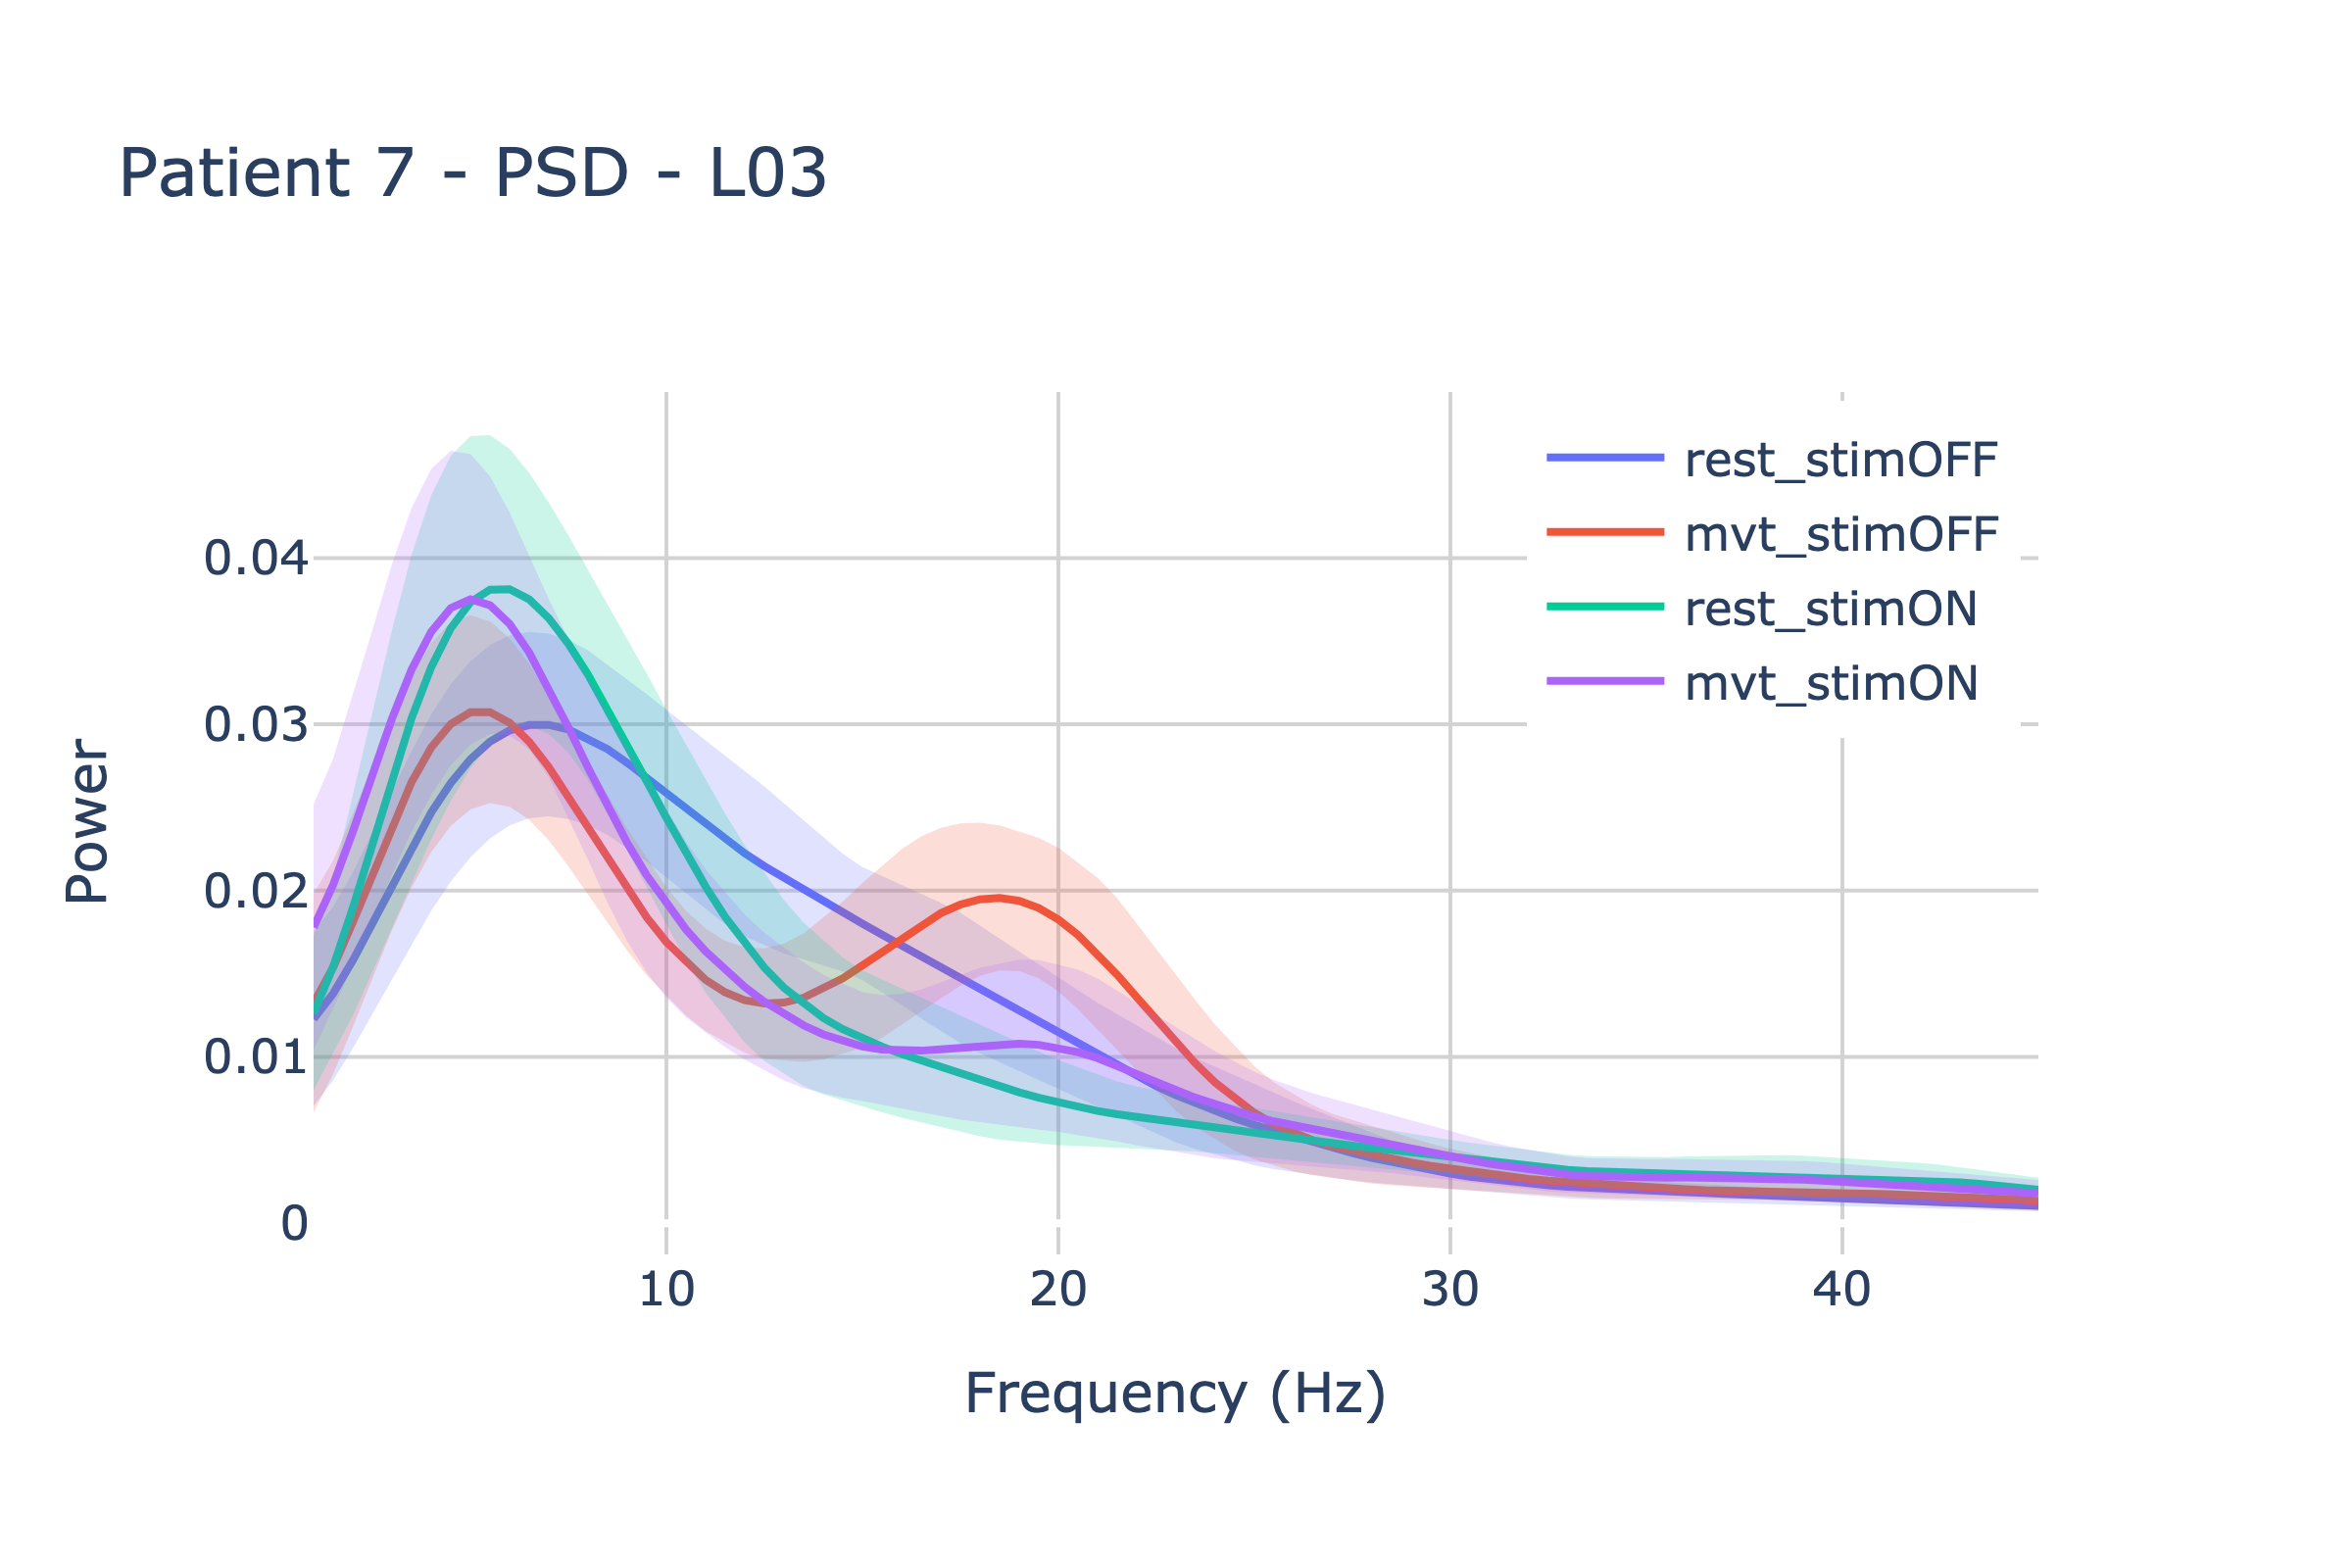 Patient 7 - PSD - L03
rest_stimOFF
mvt_stimOFF
rest_stimON
mvt_stimON
Power
0.04
0.03
0.02
0.01
0
10
20
30
40
Frequency (Hz)